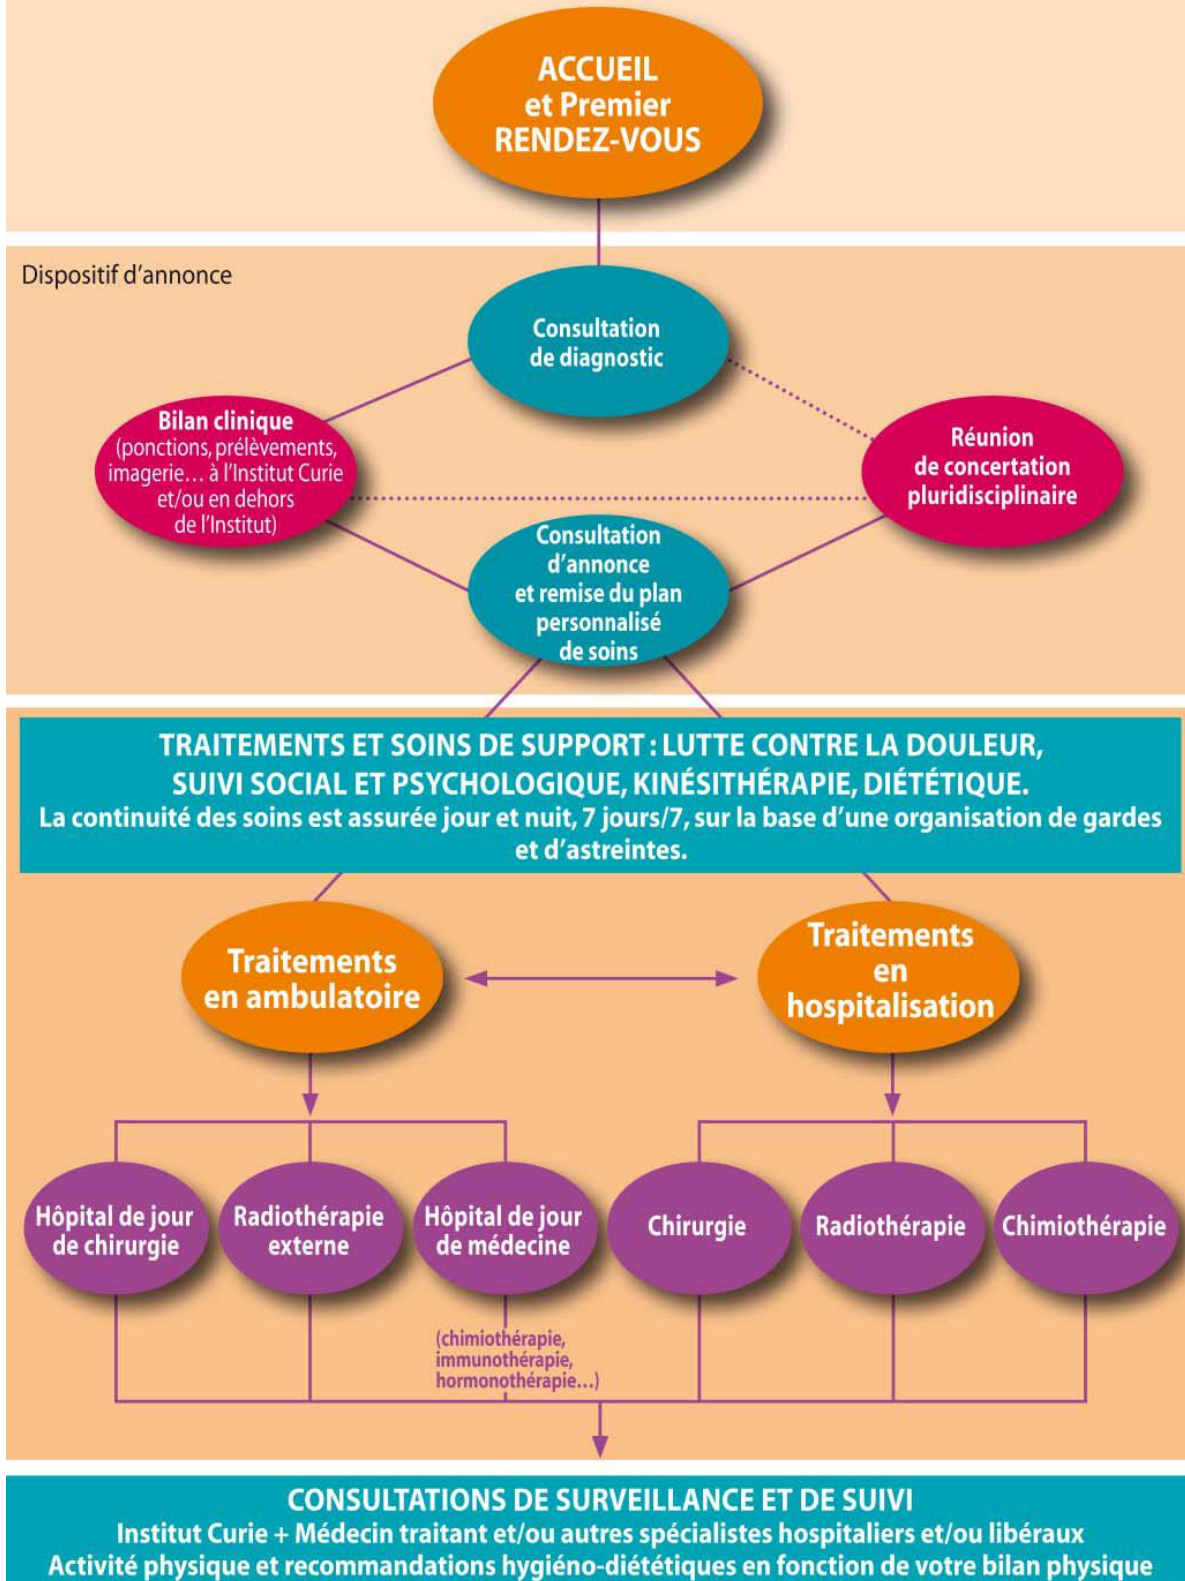 ACCUEIL
et Premier
RENDEZ-VOUS
Dispositif d’annonce
Consultation
de diagnostic
Bilan clinique
(ponctions, prélèvements,
imagerie… à l’Institut Curie
et/ou en dehors
de l’Institut)
Réunion
de concertation
pluridisciplinaire
Consultation
d’annonce
et remise du plan
personnalisé
de soins
TRAITEMENTS ET SOINS DE SUPPORT : LUTTE CONTRE LA DOULEUR,
SUIVI SOCIAL ET PSYCHOLOGIQUE, KINÉSITHÉRAPIE, DIÉTÉTIQUE.
La continuité des soins est assurée jour et nuit, 7 jours/7, sur la base d’une organisation de gardes
et d’astreintes.
Traitements
en ambulatoire
Traitements
en
hospitalisation
Hôpital de jour
de chirurgie
Radiothérapie
externe
Hôpital de jour
de médecine
Chirurgie
Radiothérapie
Chimiothérapie
(chimiothérapie,
immunothérapie,
hormonothérapie…)
CONSULTATIONS DE SURVEILLANCE ET DE SUIVI
Institut Curie + Médecin traitant et/ou autres spécialistes hospitaliers et/ou libéraux
Activité physique et recommandations hygiéno-diététiques en fonction de votre bilan physique